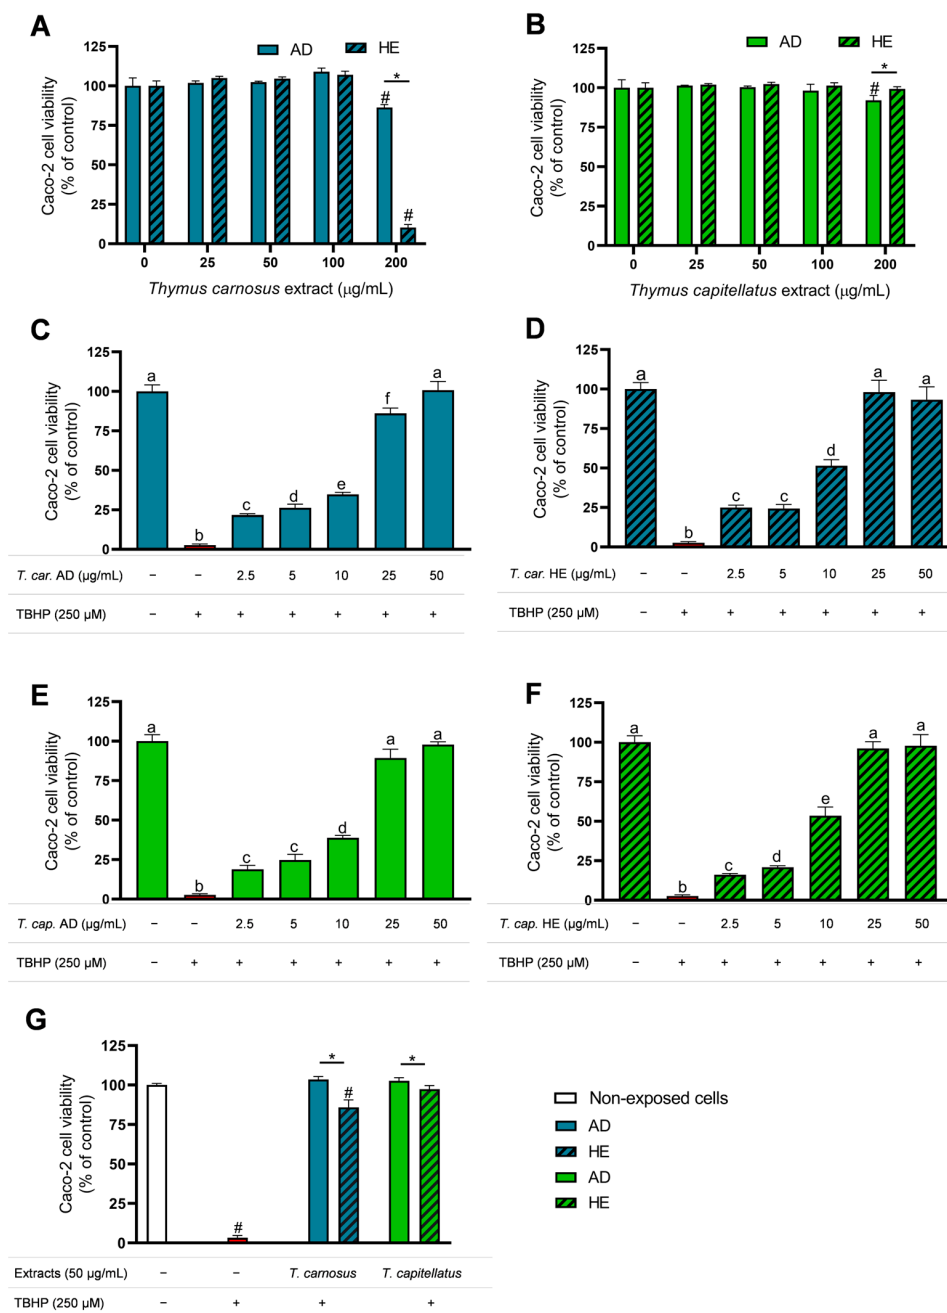 A
AD HE
125
100
75
50
25
0
Caco-2 cell viability
(% of control)
# * #
0 25 50 100 200
Thymus carnosus extract (μg/mL)
B
AD HE
125
100
75
50
25
0
Caco-2 cell viability
(% of control)
# *
0 25 50 100 200
Thymus capitellatus extract (μg/mL)
C
125
100
75
50
25
0
Caco-2 cell viability
(% of control)
a b c d e f a
T. car. AD (μg/mL) – – 2.5 5 10 25 50
TBHP (250 μM) – + + + + + +
D
125
100
75
50
25
0
Caco-2 cell viability
(% of control)
a b c c d a a
T. car. HE (μg/mL) – – 2.5 5 10 25 50
TBHP (250 μM) – + + + + + +
E
125
100
75
50
25
0
Caco-2 cell viability
(% of control)
a b c c d a a
T. cap. AD (μg/mL) – – 2.5 5 10 25 50
TBHP (250 μM) – + + + + + +
F
125
100
75
50
25
0
Caco-2 cell viability
(% of control)
a b c d e a a
T. cap. HE (μg/mL) – – 2.5 5 10 25 50
TBHP (250 μM) – + + + + + +
G
125
100
75
50
25
0
Caco-2 cell viability
(% of control)
# * # *
Extracts (50 μg/mL) – – T. carnosus T. capitellatus
TBHP (250 μM) – + + +
Non-exposed cells
AD
HE
AD
HE